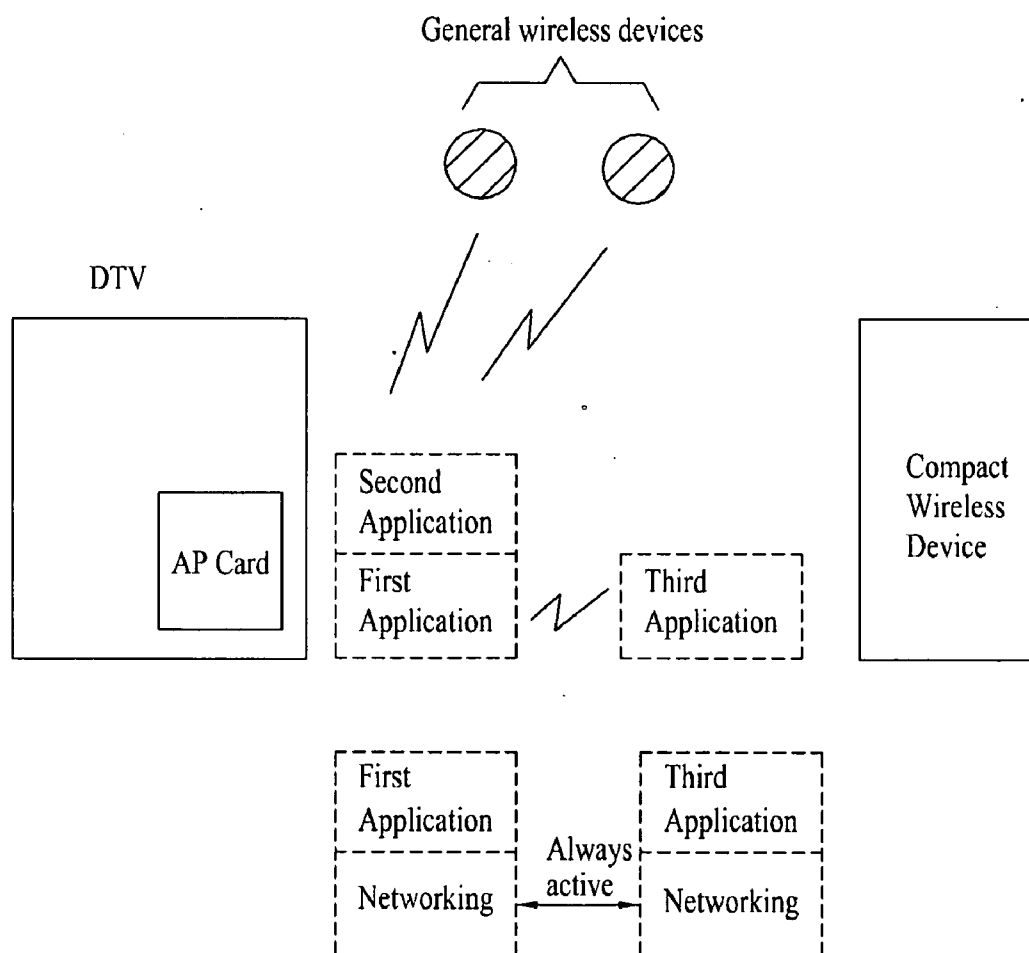 General wireless devices
DTV
AP Card
Second
Application
First
Application
Third
Application
Compact
Wireless
Device
First
Application
Networking
Always
active
Third
Application
Networking